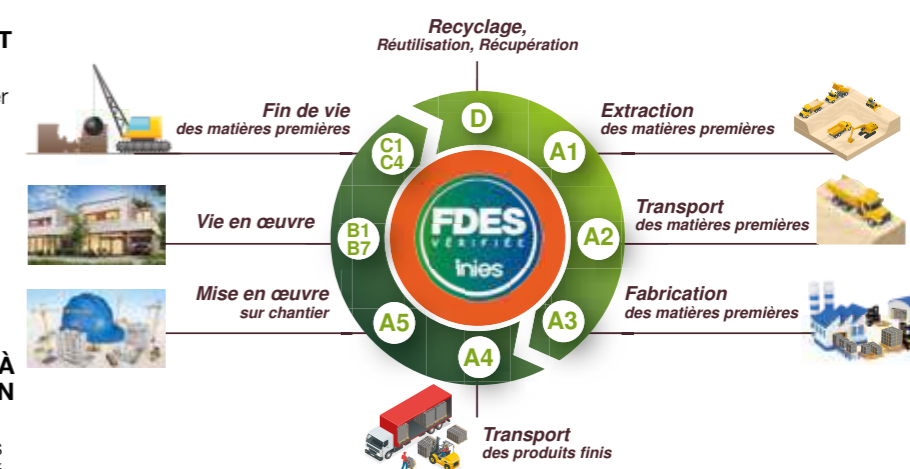 T
er
À
N
s
Recyclage,
Réutilisation, Récupération
D
Extraction
des matières premières
A1
Transport
des matières premières
A2
Fabrication
des matières premières
A3
Transport
des produits finis
A4
Mise en œuvre
sur chantier
A5
Vie en œuvre
B1
B7
Fin de vie
des matières premières
C1
C4
FDES
VÉRIFIÉE
inies